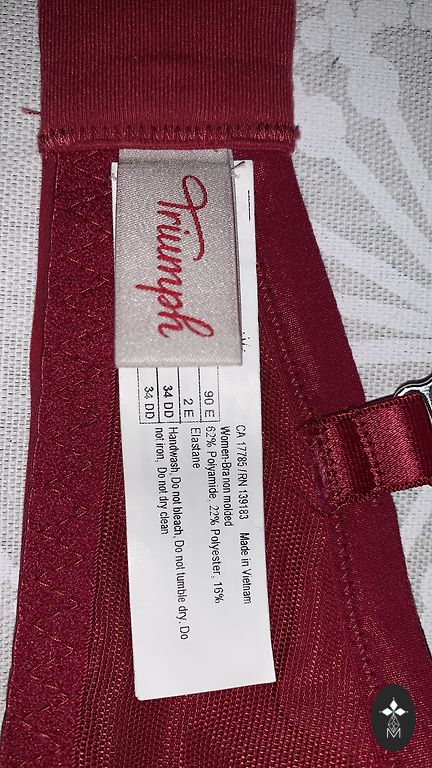 Triumph
CA 17785 /RN 139183 Made in Vietnam
Women-Bra non molded
62% Polyamide, 22% Polyester, 16%
Elastane
Handwash, Do not bleach, Do not tumble dry, Do
not iron. Do not dry clean
90 E
2 E
34 DD
34 DD
M